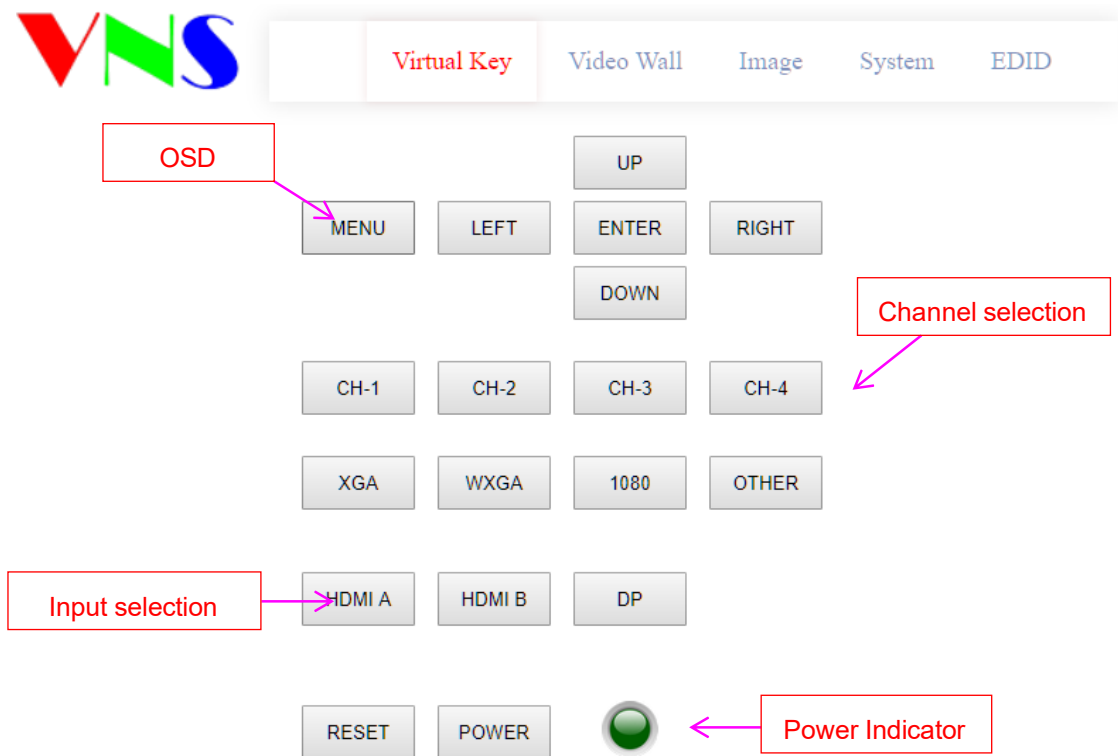 VNS
Virtual Key Video Wall Image System EDID
OSD
UP
MENU LEFT ENTER RIGHT
DOWN
Channel selection
CH-1 CH-2 CH-3 CH-4
XGA WXGA 1080 OTHER
Input selection HDMI A HDMI B DP
RESET POWER Power Indicator